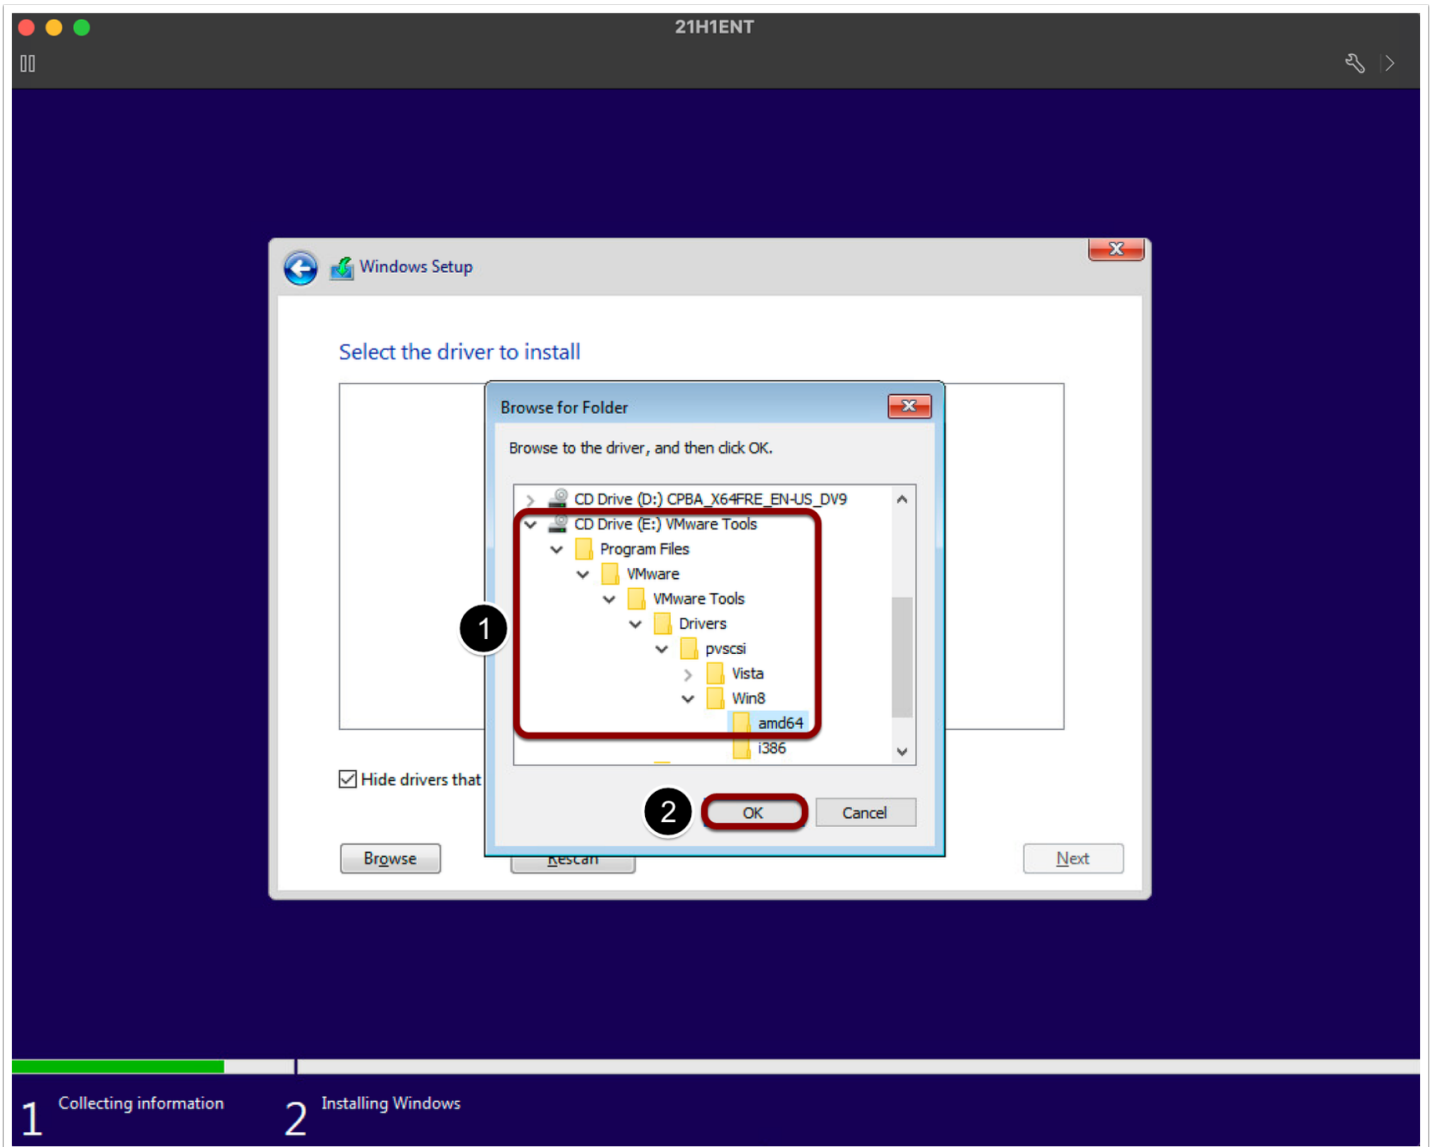 21H1ENT
Windows Setup
Select the driver to install
Browse for Folder
Browse to the driver, and then click OK.
CD Drive (D:) CPBA_X64FRE_EN-US_DV9
CD Drive (E:) VMware Tools
Program Files
VMware
VMware Tools
Drivers
1
pvscsi
Vista
Win8
amd64
i386
Hide drivers that
2
OK
Cancel
Browse
Rescan
Next
1 Collecting information
2 Installing Windows